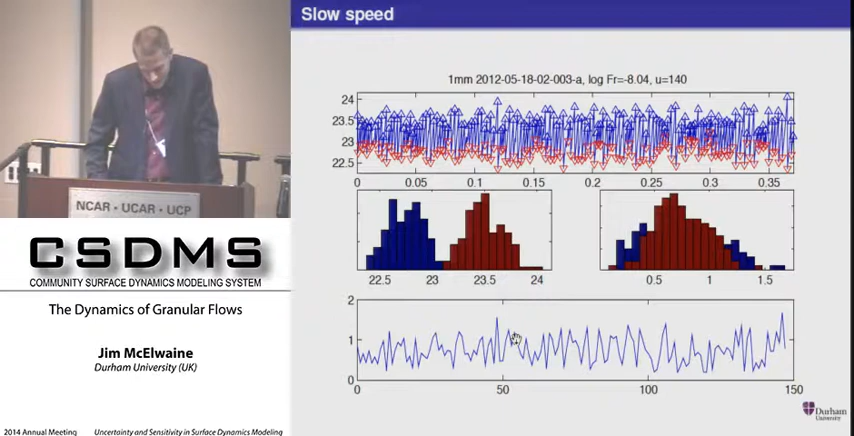 Slow speed
1mm 2012-05-18-02-003-a, log Fr=-8.04, u=140
24
23.5
23
22.5
0 0.05 0.1 0.15 0.2 0.25 0.3 0.35
22.5 23 23.5 24
0.5 1 1.5
2
1
0
0 50 100 150
Durham
University
NCAR · UCAR · UCP
CSDMS
COMMUNITY SURFACE DYNAMICS MODELING SYSTEM
The Dynamics of Granular Flows
Jim McElwaine
Durham University (UK)
2014 Annual Meeting Uncertainty and Sensitivity in Surface Dynamics Modeling